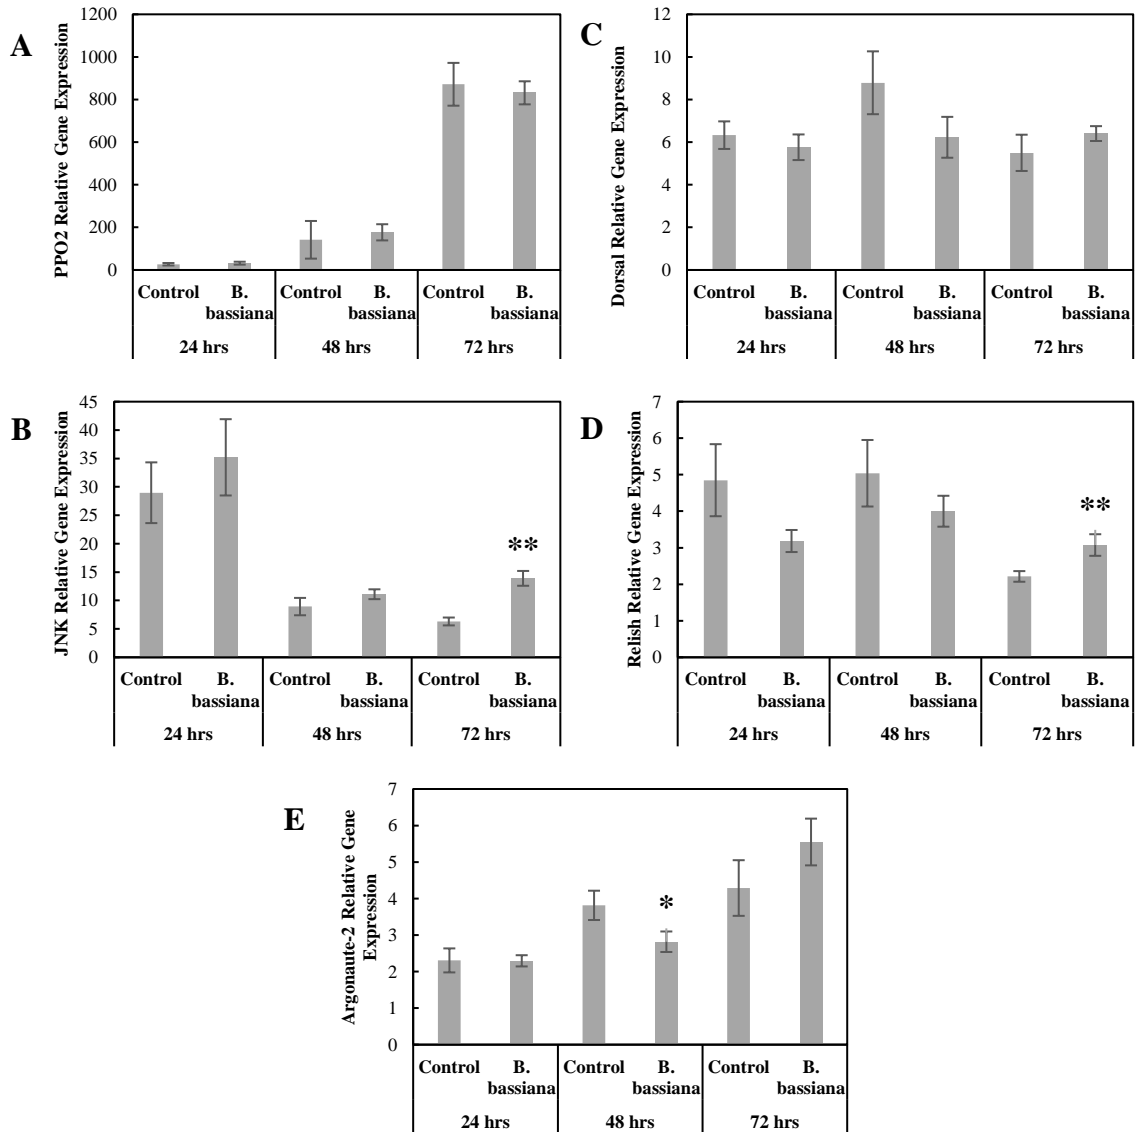 A
PPO2 Relative Gene Expression
1200
1000
800
600
400
200
0
Control B. bassiana Control B. bassiana Control B. bassiana
24 hrs 48 hrs 72 hrs
C
Dorsal Relative Gene Expression
12
10
8
6
4
2
0
Control B. bassiana Control B. bassiana Control B. bassiana
24 hrs 48 hrs 72 hrs
B
JNK Relative Gene Expression
45
40
35
30
25
20
15
10
5
0
**
Control B. bassiana Control B. bassiana Control B. bassiana
24 hrs 48 hrs 72 hrs
D
Relish Relative Gene Expression
7
6
5
4
3
2
1
0
**
Control B. bassiana Control B. bassiana Control B. bassiana
24 hrs 48 hrs 72 hrs
E
Argonaute-2 Relative Gene
Expression
7
6
5
4
3
2
1
0
*
Control B. bassiana Control B. bassiana Control B. bassiana
24 hrs 48 hrs 72 hrs